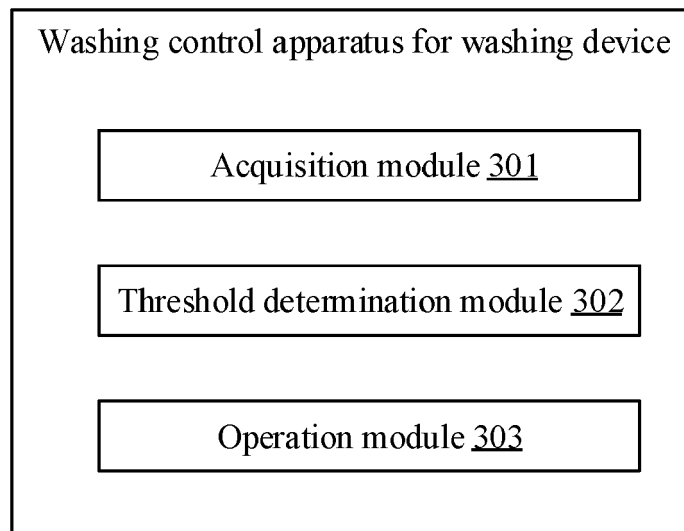 Washing control apparatus for washing device
Acquisition module 301
Threshold determination module 302
Operation module 303